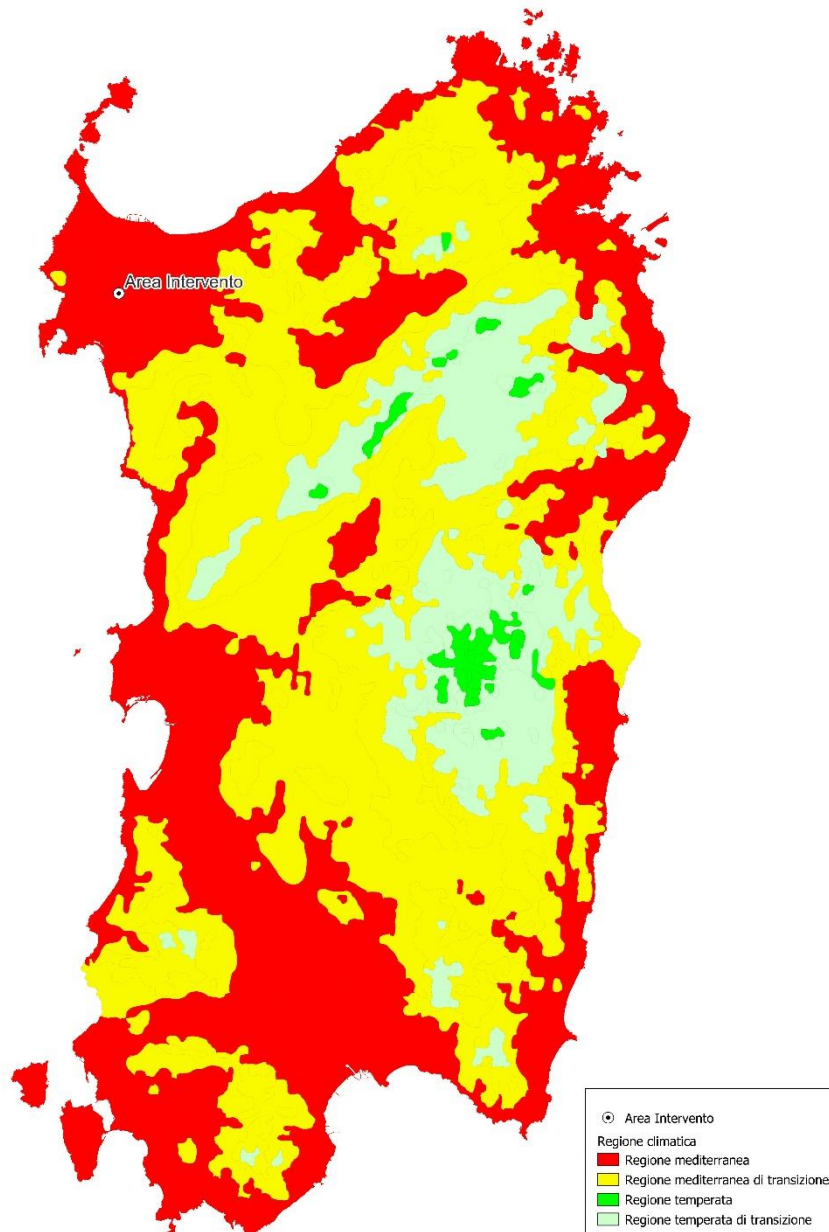 Area Intervento
Area Intervento
Regione climatica
Regione mediterranea
Regione mediterranea di transizione
Regione temperata
Regione temperata di transizione